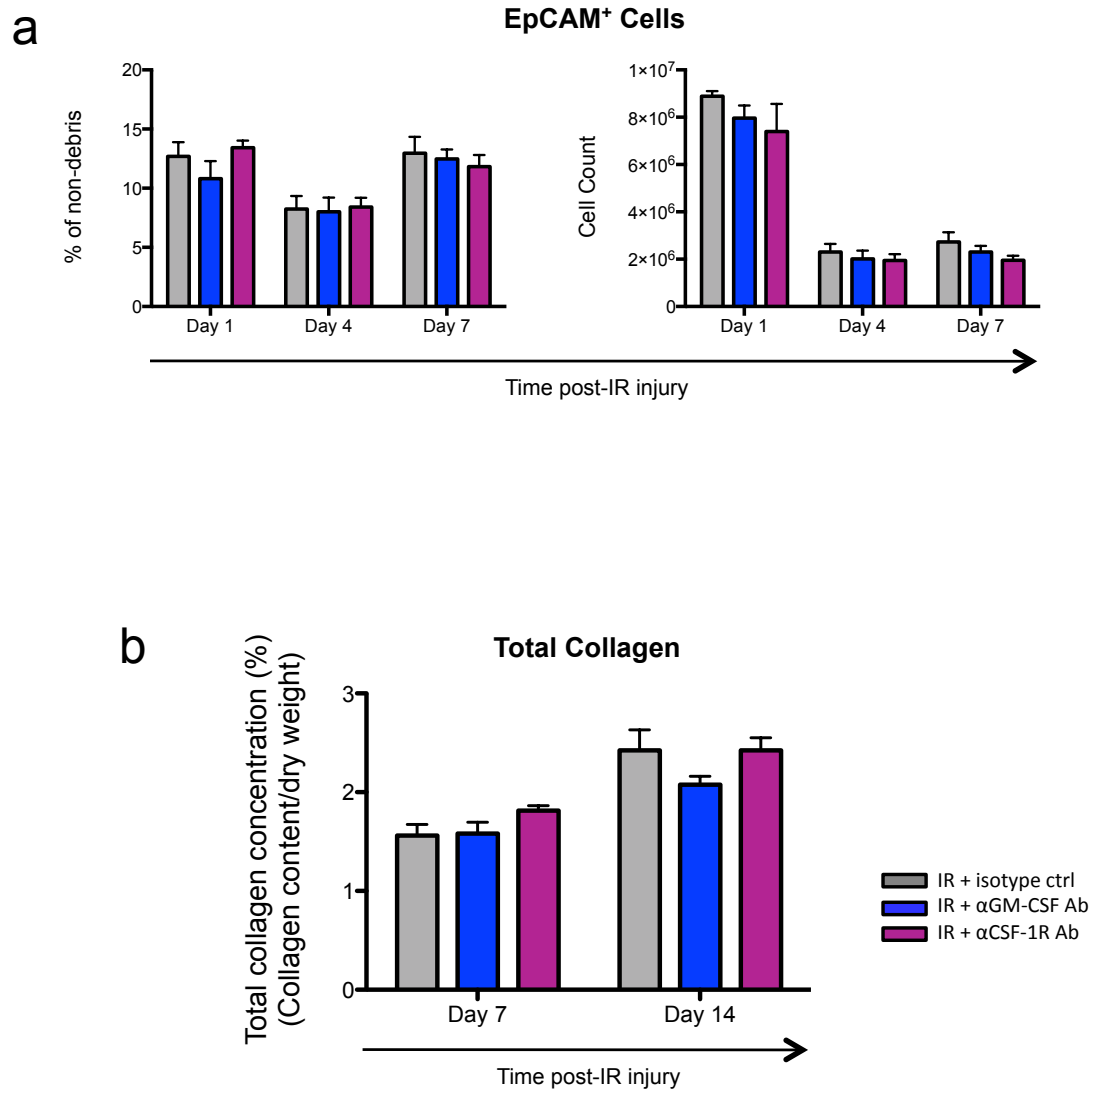 a
EpCAM⁺ Cells
% of non-debris
20
15
10
5
0
Day 1
Day 4
Day 7
Cell Count
1×10⁷
8×10⁶
6×10⁶
4×10⁶
2×10⁶
0
Day 1
Day 4
Day 7
Time post-IR injury
b
Total Collagen
Total collagen concentration (%)
(Collagen content/dry weight)
3
2
1
0
Day 7
Day 14
Time post-IR injury
IR + isotype ctrl
IR + αGM-CSF Ab
IR + αCSF-1R Ab